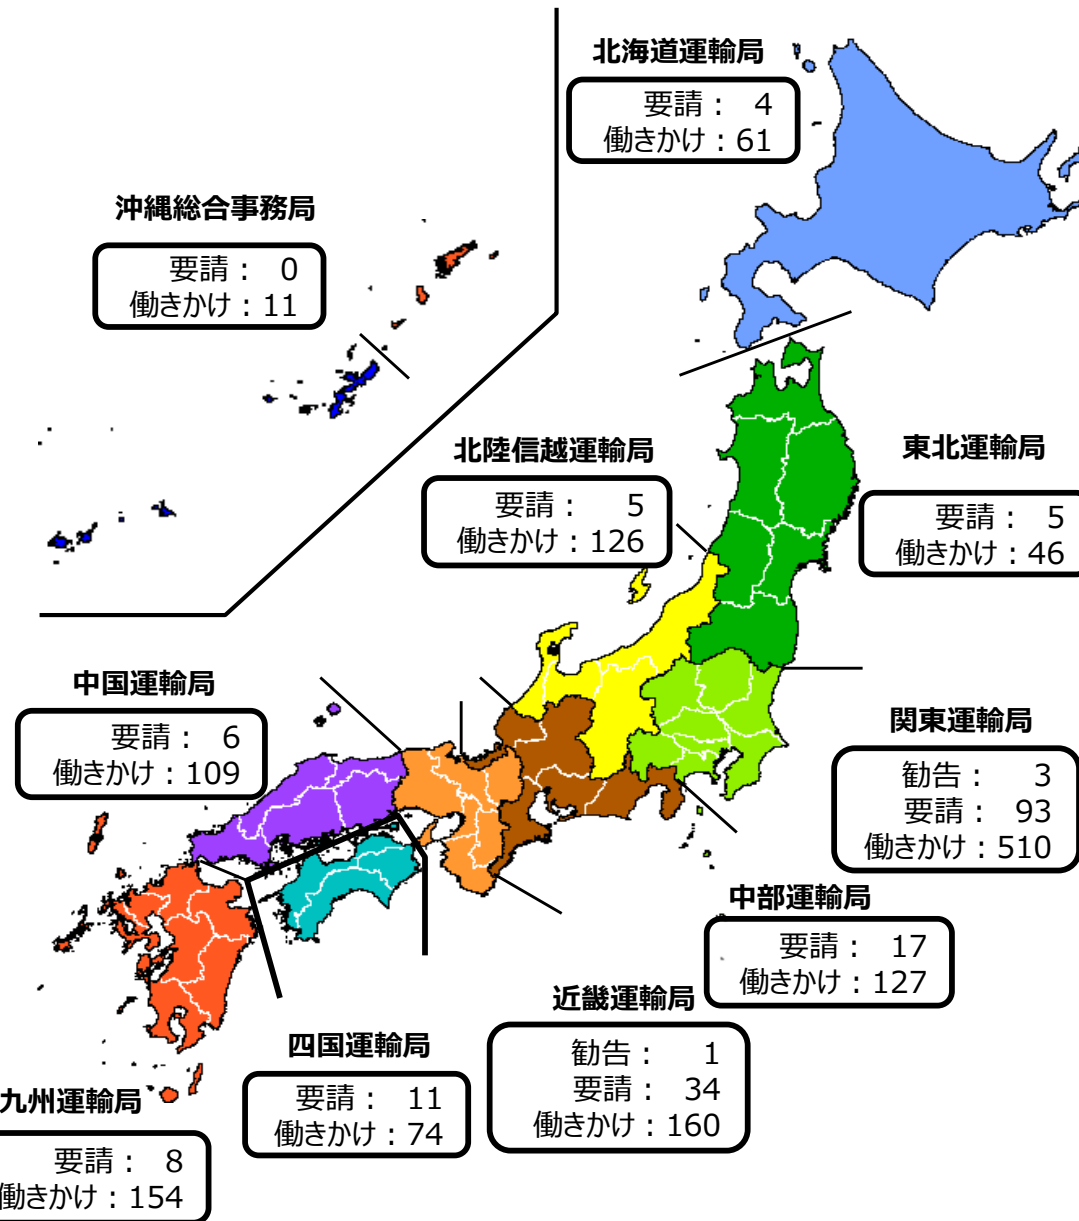 北海道運輸局
要請： 4
働きかけ：61
沖縄総合事務局
要請： 0
働きかけ：11
北陸信越運輸局
要請： 5
働きかけ：126
東北運輸局
要請： 5
働きかけ：46
中国運輸局
要請： 6
働きかけ：109
関東運輸局
勧告： 3
要請： 93
働きかけ：510
中部運輸局
要請： 17
働きかけ：127
近畿運輸局
勧告： 1
要請： 34
働きかけ：160
四国運輸局
要請： 11
働きかけ：74
九州運輸局
要請： 8
働きかけ：154